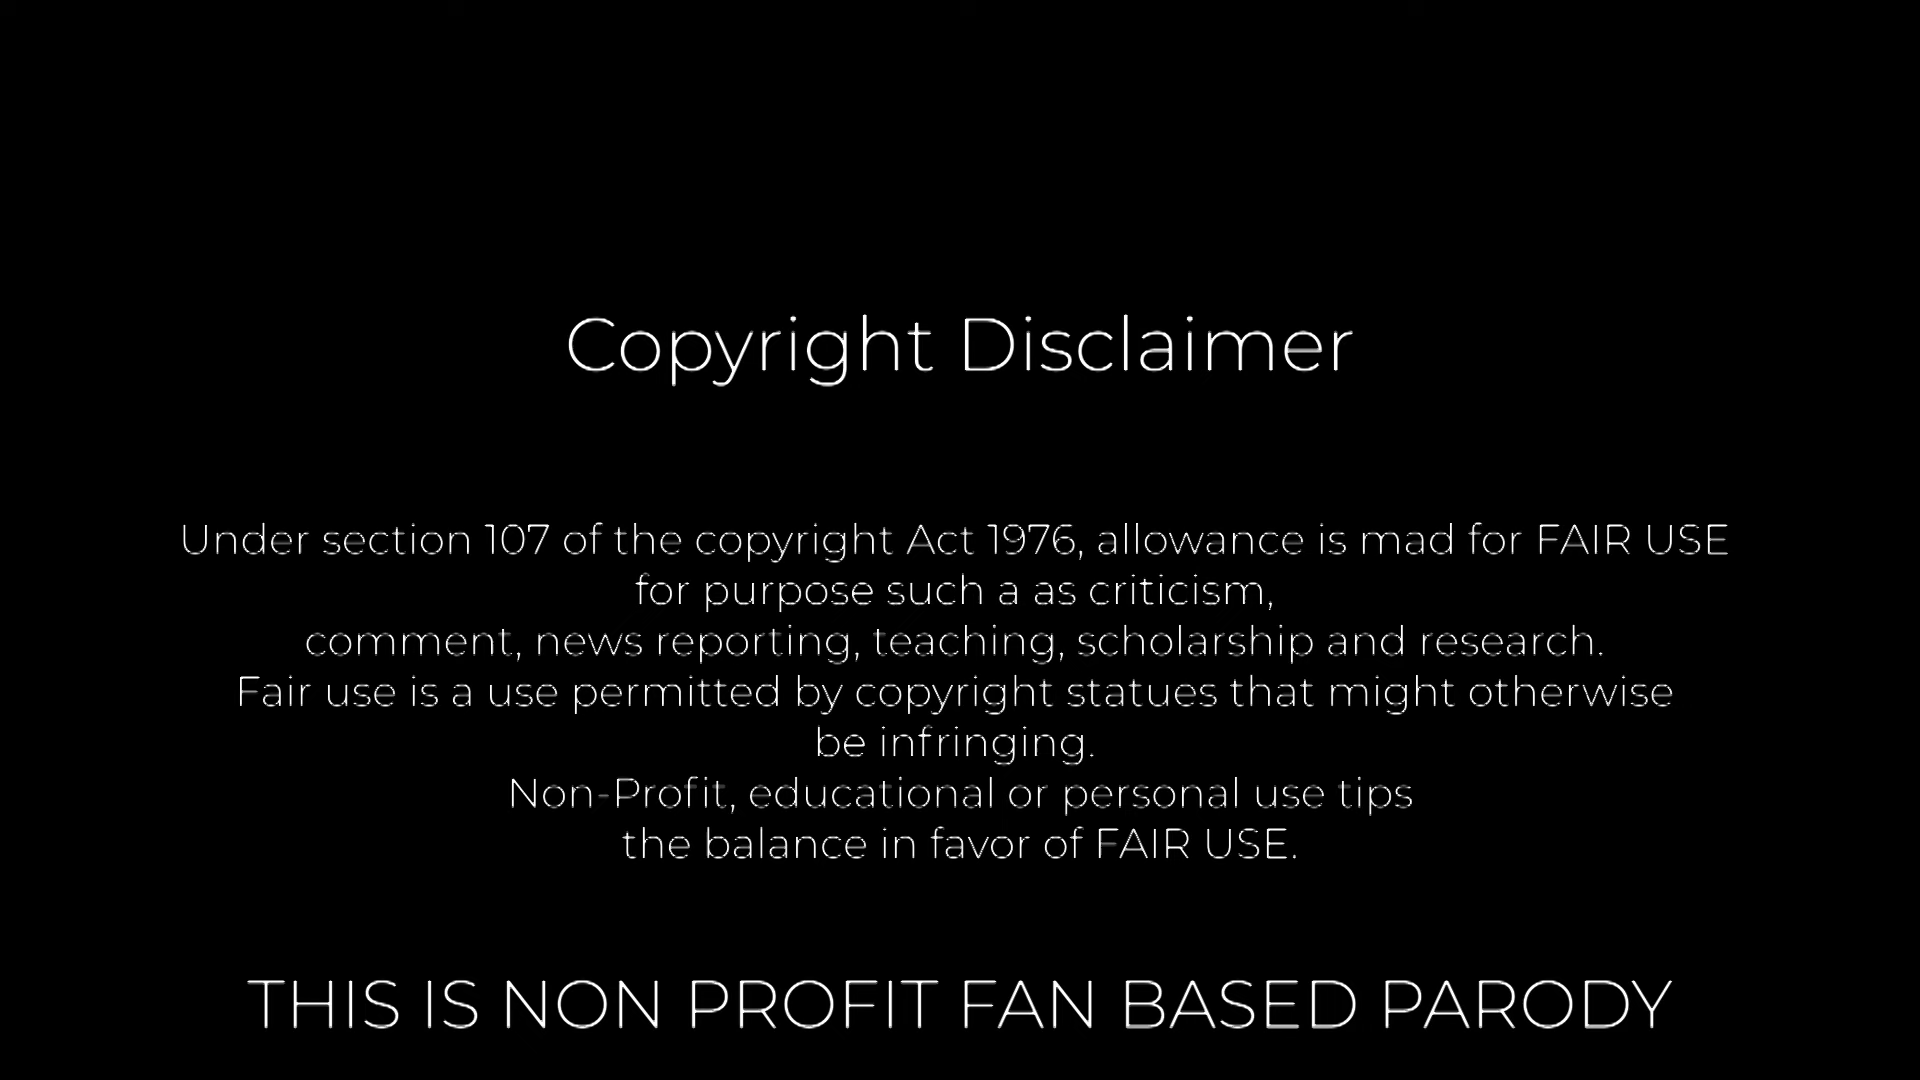 Copyright Disclaimer
Under section 107 of the copyright Act 1976, allowance is mad for FAIR USE
for purpose such a as criticism,
comment, news reporting, teaching, scholarship and research.
Fair use is a use permitted by copyright statues that might otherwise
be infringing.
Non-Profit, educational or personal use tips
the balance in favor of FAIR USE.
THIS IS NON PROFIT FAN BASED PARODY